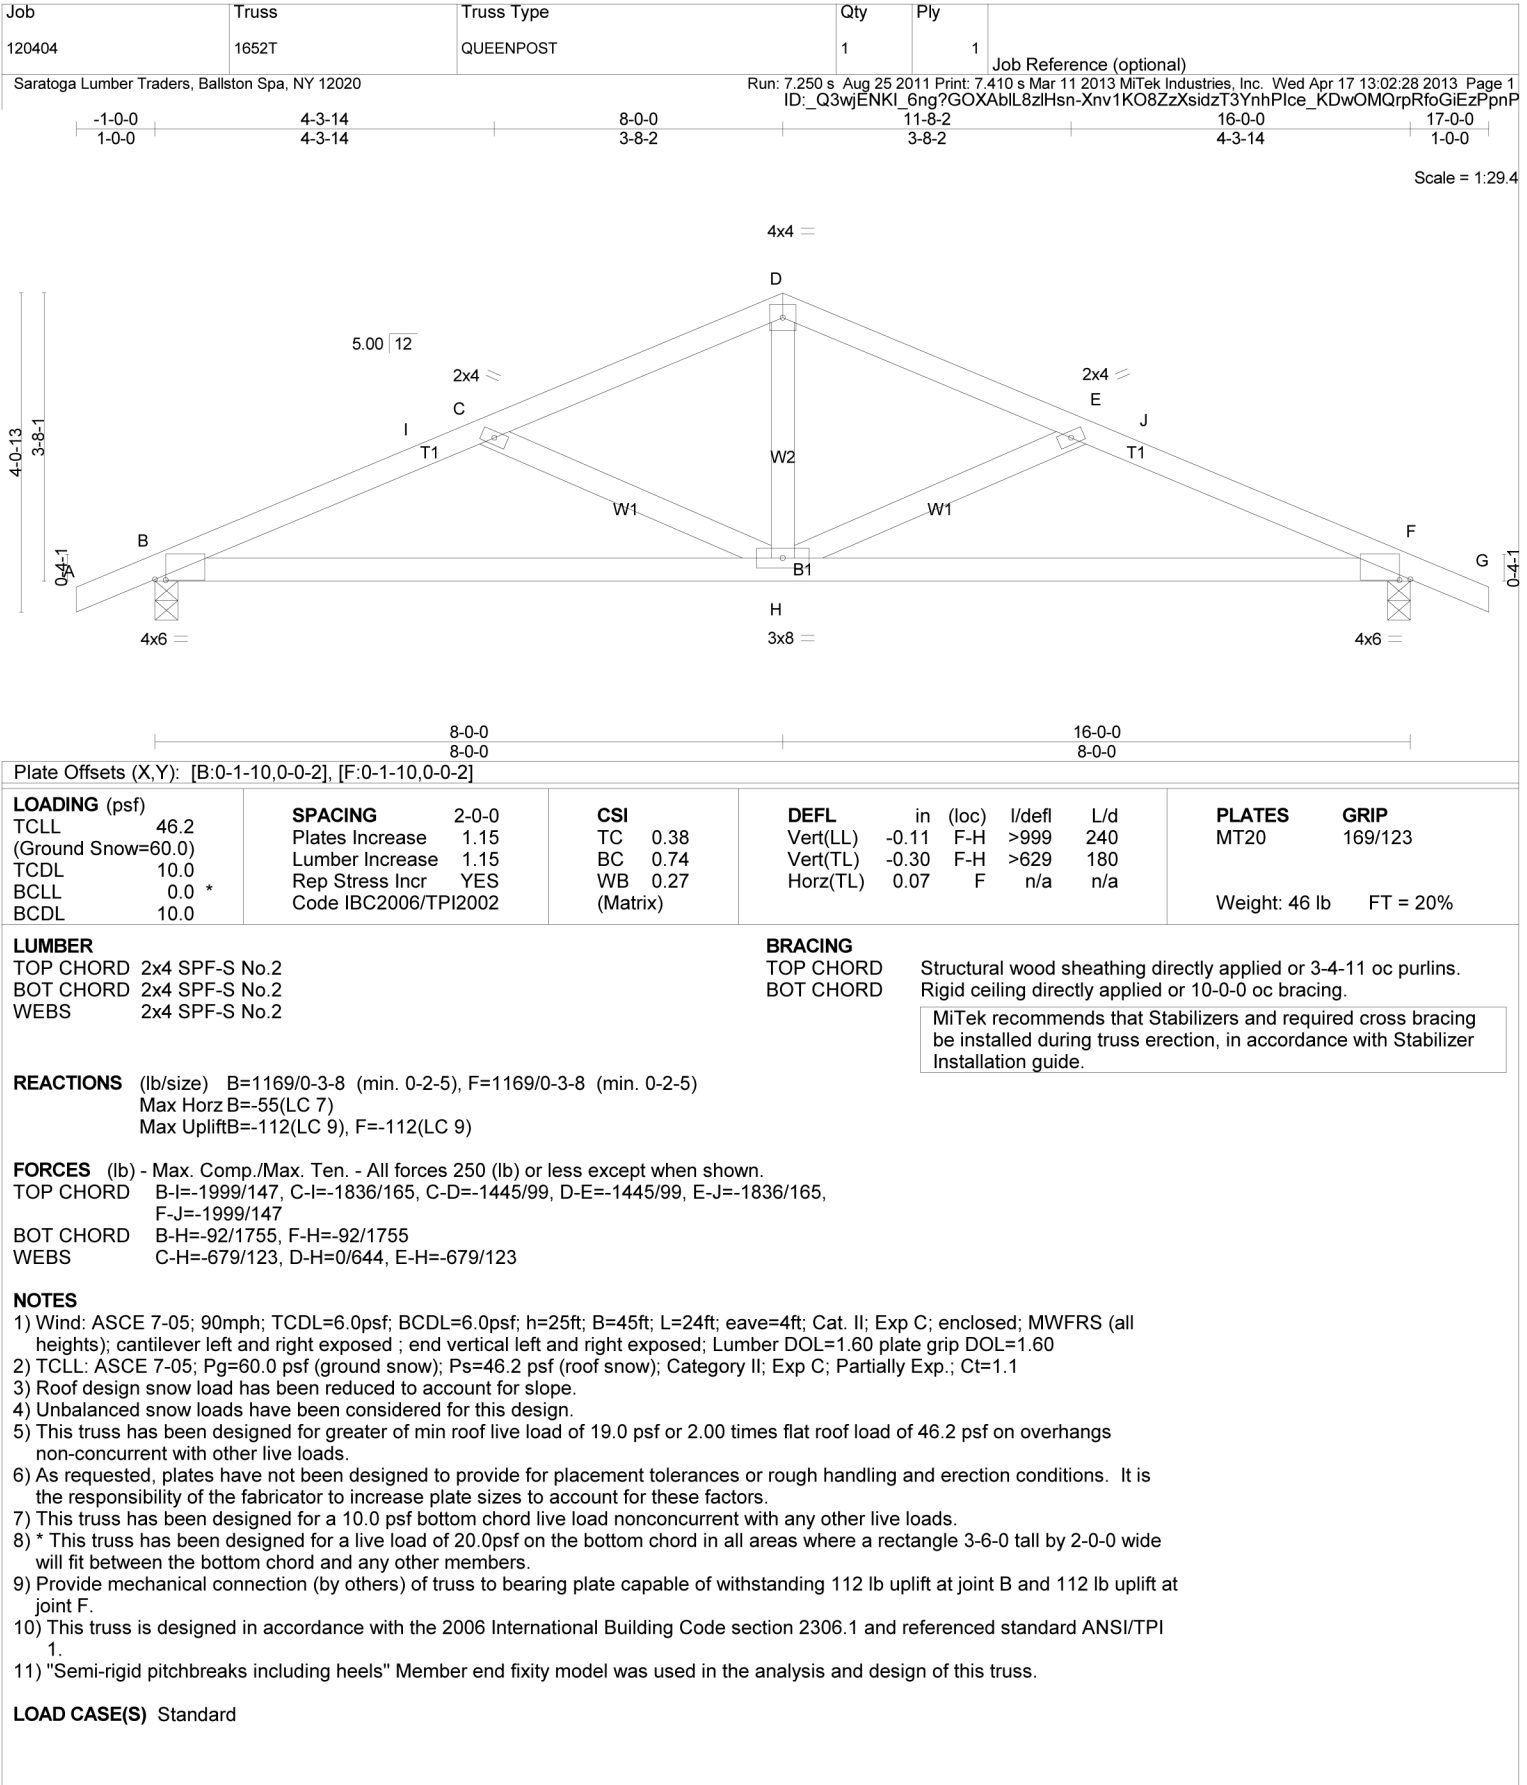 Job Truss Truss Type Qty Ply
120404 1652T QUEENPOST 1 1
Job Reference (optional)
Saratoga Lumber Traders, Ballston Spa, NY 12020 Run: 7.250 s Aug 25 2011 Print: 7.410 s Mar 11 2013 MiTek Industries, Inc. Wed Apr 17 13:02:28 2013 Page 1
-1-0-0 4-3-14 8-0-0 11-8-2 16-0-0 17-0-0
1-0-0 4-3-14 3-8-2 3-8-2 4-3-14 1-0-0
Scale = 1:29.4
4x4
D
5.00 12
2x4 2x4
C E
I J
T1 T1
4-0-13
3-8-1
W2
W1 W1
B F
0-4-1
A
G
0-4-1
B1
H
4x6 3x8 4x6
8-0-0 16-0-0
8-0-0 8-0-0
Plate Offsets (X,Y): [B:0-1-10,0-0-2], [F:0-1-10,0-0-2]
LOADING (psf)
TCLL 46.2
(Ground Snow=60.0)
TCDL 10.0
BCLL 0.0 *
BCDL 10.0
SPACING 2-0-0
Plates Increase 1.15
Lumber Increase 1.15
Rep Stress Incr YES
Code IBC2006/TPI2002
CSI
TC 0.38
BC 0.74
WB 0.27
(Matrix)
DEFL in (loc) l/defl L/d
Vert(LL) -0.11 F-H >999 240
Vert(TL) -0.30 F-H >629 180
Horz(TL) 0.07 F n/a n/a
PLATES GRIP
MT20 169/123
Weight: 46 lb FT = 20%
LUMBER
TOP CHORD 2x4 SPF-S No.2
BOT CHORD 2x4 SPF-S No.2
WEBS 2x4 SPF-S No.2
BRACING
TOP CHORD Structural wood sheathing directly applied or 3-4-11 oc purlins.
BOT CHORD Rigid ceiling directly applied or 10-0-0 oc bracing.
MiTek recommends that Stabilizers and required cross bracing
be installed during truss erection, in accordance with Stabilizer
Installation guide.
REACTIONS (lb/size) B=1169/0-3-8 (min. 0-2-5), F=1169/0-3-8 (min. 0-2-5)
Max Horz B=-55(LC 7)
Max UpliftB=-112(LC 9), F=-112(LC 9)
FORCES (lb) - Max. Comp./Max. Ten. - All forces 250 (lb) or less except when shown.
TOP CHORD B-I=-1999/147, C-I=-1836/165, C-D=-1445/99, D-E=-1445/99, E-J=-1836/165,
F-J=-1999/147
BOT CHORD B-H=-92/1755, F-H=-92/1755
WEBS C-H=-679/123, D-H=0/644, E-H=-679/123
NOTES
1) Wind: ASCE 7-05; 90mph; TCDL=6.0psf; BCDL=6.0psf; h=25ft; B=45ft; L=24ft; eave=4ft; Cat. II; Exp C; enclosed; MWFRS (all
heights); cantilever left and right exposed ; end vertical left and right exposed; Lumber DOL=1.60 plate grip DOL=1.60
2) TCLL: ASCE 7-05; Pg=60.0 psf (ground snow); Ps=46.2 psf (roof snow); Category II; Exp C; Partially Exp.; Ct=1.1
3) Roof design snow load has been reduced to account for slope.
4) Unbalanced snow loads have been considered for this design.
5) This truss has been designed for greater of min roof live load of 19.0 psf or 2.00 times flat roof load of 46.2 psf on overhangs
non-concurrent with other live loads.
6) As requested, plates have not been designed to provide for placement tolerances or rough handling and erection conditions. It is
the responsibility of the fabricator to increase plate sizes to account for these factors.
7) This truss has been designed for a 10.0 psf bottom chord live load nonconcurrent with any other live loads.
8) * This truss has been designed for a live load of 20.0psf on the bottom chord in all areas where a rectangle 3-6-0 tall by 2-0-0 wide
will fit between the bottom chord and any other members.
9) Provide mechanical connection (by others) of truss to bearing plate capable of withstanding 112 lb uplift at joint B and 112 lb uplift at
joint F.
10) This truss is designed in accordance with the 2006 International Building Code section 2306.1 and referenced standard ANSI/TPI
1.
11) "Semi-rigid pitchbreaks including heels" Member end fixity model was used in the analysis and design of this truss.
LOAD CASE(S) Standard